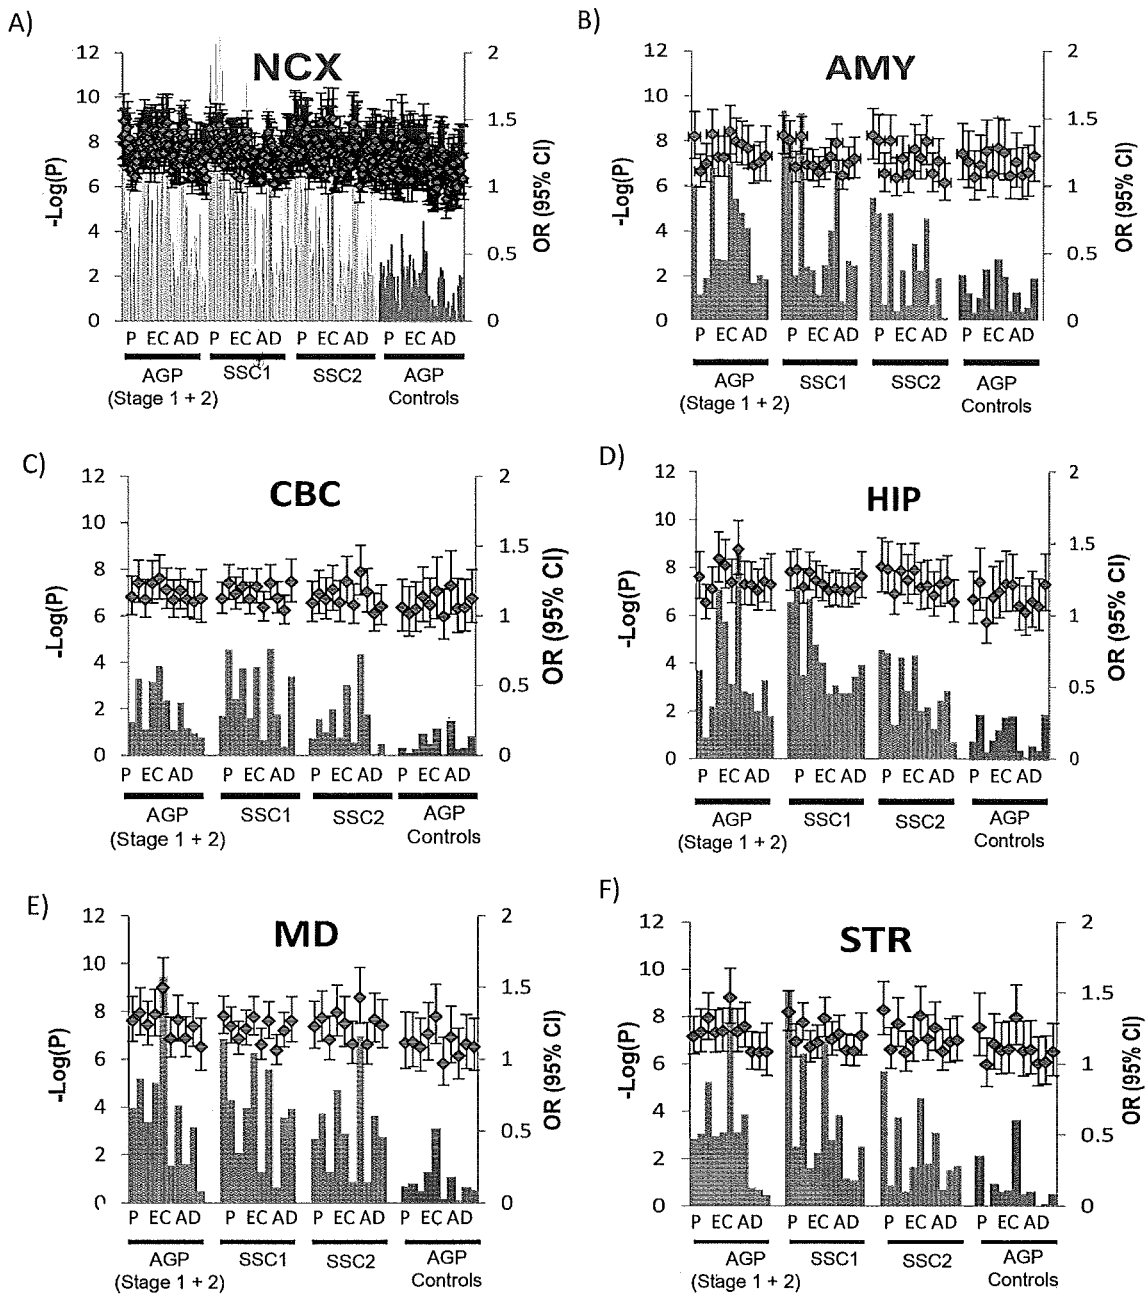 A)
NCX
12
10
8
6
4
2
0
-Log(P)
2
1.5
1
0.5
0
OR (95% CI)
P EC AD P EC AD P EC AD P EC AD
AGP
(Stage 1 + 2)
SSC1
SSC2
AGP
Controls
B)
AMY
12
10
8
6
4
2
0
-Log(P)
2
1.5
1
0.5
0
OR (95% CI)
P EC AD P EC AD P EC AD P EC AD
AGP
(Stage 1 + 2)
SSC1
SSC2
AGP
Controls
C)
CBC
12
10
8
6
4
2
0
-Log(P)
2
1.5
1
0.5
0
OR (95% CI)
P EC AD P EC AD P EC AD P EC AD
AGP
(Stage 1 + 2)
SSC1
SSC2
AGP
Controls
D)
HIP
12
10
8
6
4
2
0
-Log(P)
2
1.5
1
0.5
0
OR (95% CI)
P EC AD P EC AD P EC AD P EC AD
AGP
(Stage 1 + 2)
SSC1
SSC2
AGP
Controls
E)
MD
12
10
8
6
4
2
0
-Log(P)
2
1.5
1
0.5
0
OR (95% CI)
P EC AD P EC AD P EC AD P EC AD
AGP
(Stage 1 + 2)
SSC1
SSC2
AGP
Controls
F)
STR
12
10
8
6
4
2
0
-Log(P)
2
1.5
1
0.5
0
OR (95% CI)
P EC AD P EC AD P EC AD P EC AD
AGP
(Stage 1 + 2)
SSC1
SSC2
AGP
Controls